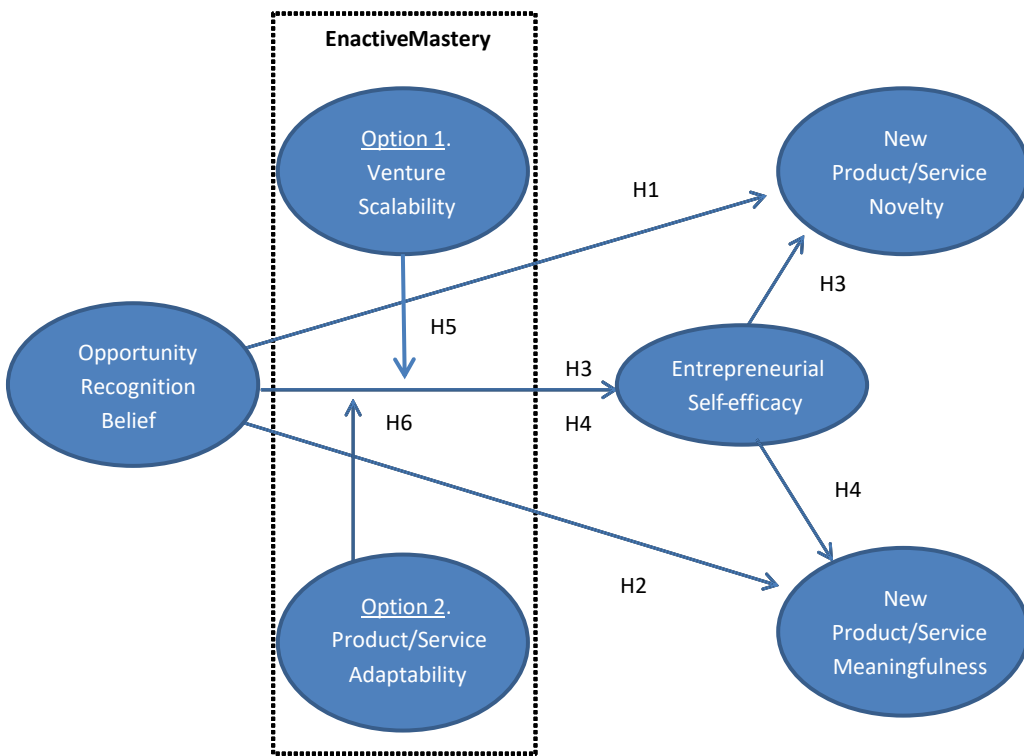 EnactiveMastery
Option 1.
Venture
Scalability
New
Product/Service
Novelty
H1
H3
H5
Opportunity
Recognition
Belief
H3
Entrepreneurial
Self-efficacy
H6
H4
H4
H2
Option 2.
Product/Service
Adaptability
New
Product/Service
Meaningfulness